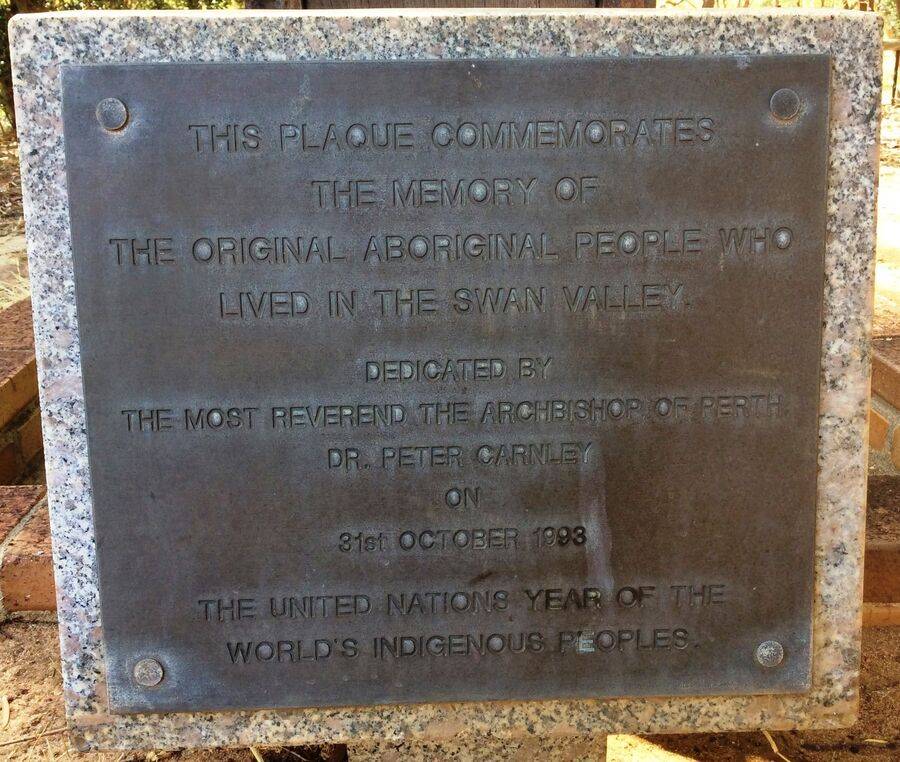 THIS PLAQUE COMMEMORATES
THE MEMORY OF
THE ORIGINAL ABORIGINAL PEOPLE WHO
LIVED IN THE SWAN VALLEY.
DEDICATED BY
THE MOST REVEREND THE ARCHBISHOP OF PERTH
DR. PETER CARNLEY
ON
31st OCTOBER 1993
THE UNITED NATIONS YEAR OF THE
WORLD'S INDIGENOUS PEOPLES.